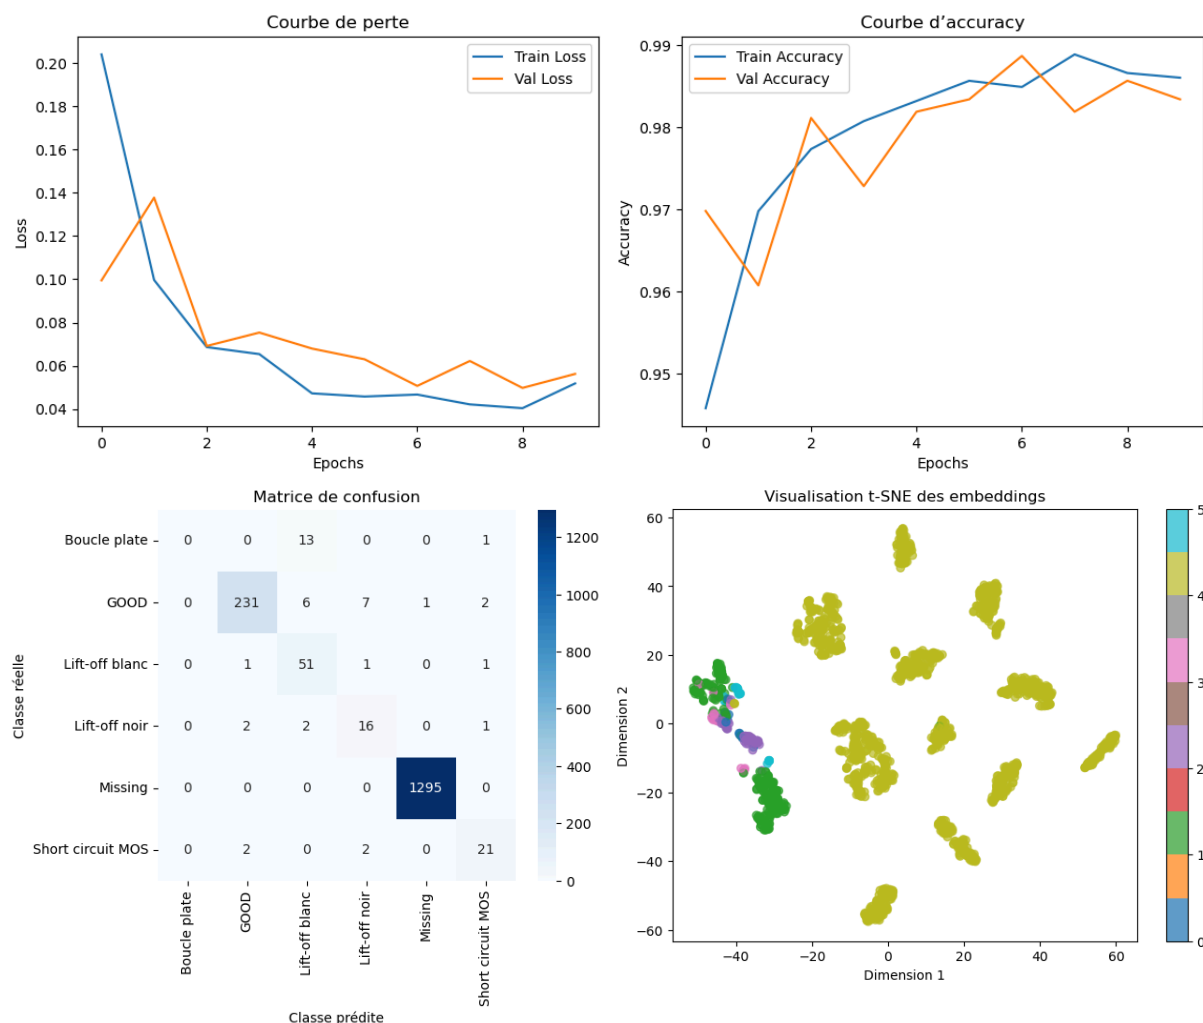 Courbe de perte
Train Loss
Val Loss
0.20
0.18
0.16
0.14
0.12
0.10
0.08
0.06
0.04
Loss
0 2 4 6 8
Epochs
Courbe d’accuracy
Train Accuracy
Val Accuracy
0.99
0.98
0.97
0.96
0.95
Accuracy
0 2 4 6 8
Epochs
Matrice de confusion
Classe réelle
Boucle plate 0 0 13 0 0 1
GOOD 0 231 6 7 1 2
Lift-off blanc 0 1 51 1 0 1
Lift-off noir 0 2 2 16 0 1
Missing 0 0 0 0 1295 0
Short circuit MOS 0 2 0 2 0 21
Boucle plate
GOOD
Lift-off blanc
Lift-off noir
Missing
Short circuit MOS
Classe prédite
1200
1000
800
600
400
200
0
Visualisation t-SNE des embeddings
60
40
20
0
−20
−40
−60
Dimension 2
−40 −20 0 20 40 60
Dimension 1
5
4
3
2
1
0